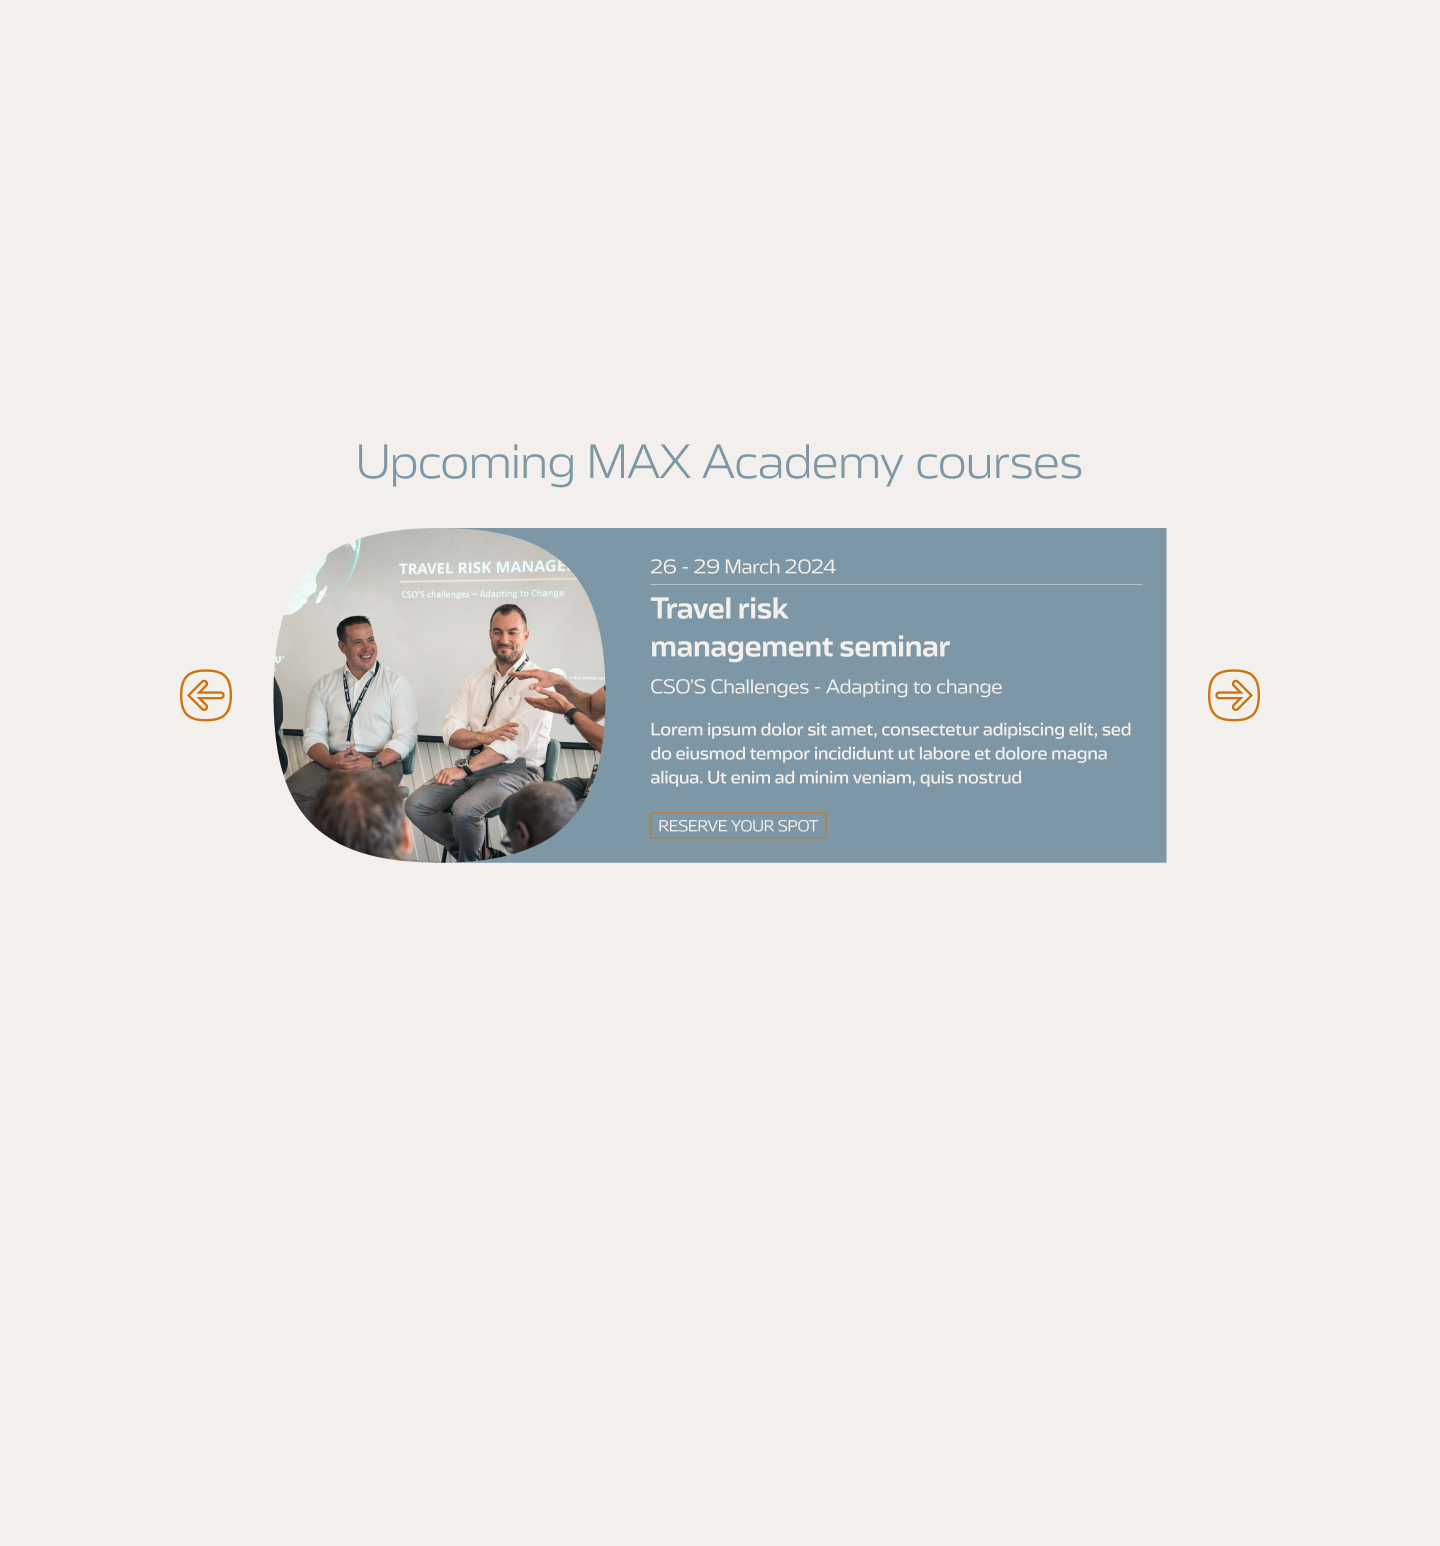 Upcoming MAX Academy courses
TRAVEL RISK
CSO'S challenges – Adapting to Change
26 - 29 March 2024
Travel risk
management seminar
CSO'S Challenges - Adapting to change
Lorem ipsum dolor sit amet, consectetur adipiscing elit, sed
do eiusmod tempor incididunt ut labore et dolore magna
aliqua. Ut enim ad minim veniam, quis nostrud
RESERVE YOUR SPOT